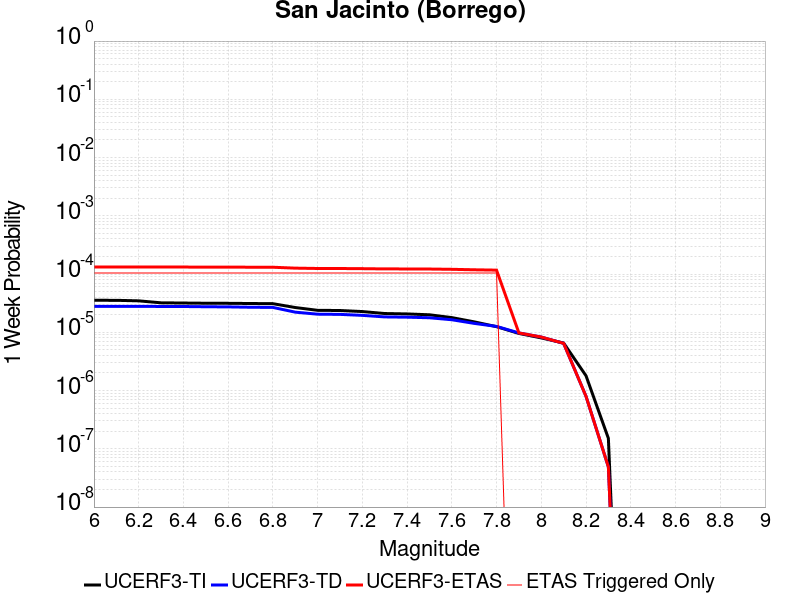 San Jacinto (Borrego)
10^0
10^-1
10^-2
10^-3
10^-4
10^-5
10^-6
10^-7
10^-8
1 Week Probability
6 6.2 6.4 6.6 6.8 7 7.2 7.4 7.6 7.8 8 8.2 8.4 8.6 8.8 9
Magnitude
UCERF3-TI UCERF3-TD UCERF3-ETAS ETAS Triggered Only